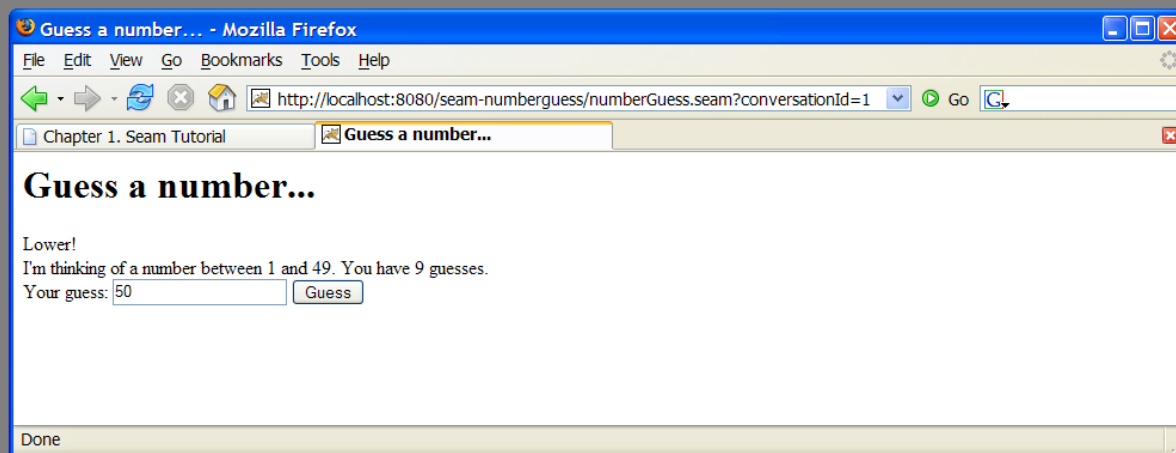 Guess a number... - Mozilla Firefox
File Edit View Go Bookmarks Tools Help
http://localhost:8080/seam-numberguess/numberGuess.seam?conversationId=1 Go G
Chapter 1. Seam Tutorial Guess a number...
Guess a number...
Lower!
I'm thinking of a number between 1 and 49. You have 9 guesses.
Your guess: 50 Guess
Done